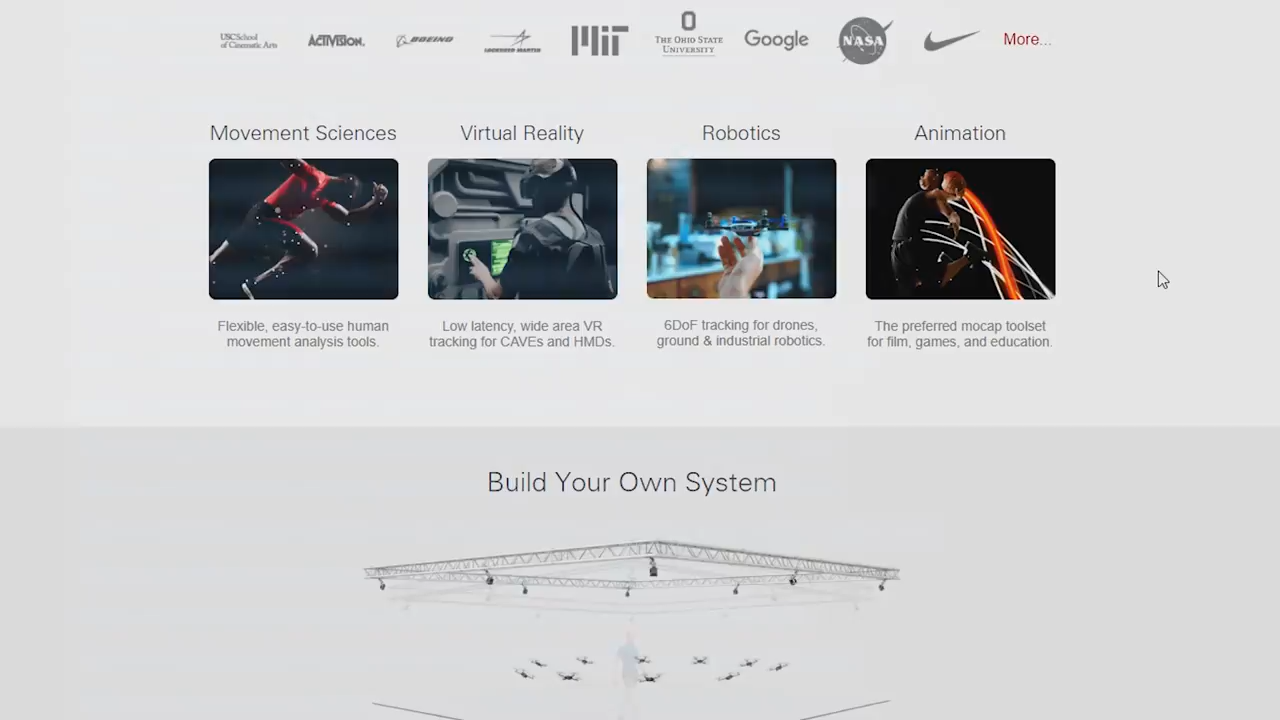 USC School
of Cinematic Arts
ACTIVISION.
BOEING
LOCKHEED MARTIN
MIT
O
THE OHIO STATE
UNIVERSITY
Google
NASA
More...
Movement Sciences
Virtual Reality
Robotics
Animation
Flexible, easy-to-use human
movement analysis tools.
Low latency, wide area VR
tracking for CAVEs and HMDs.
6DoF tracking for drones,
ground & industrial robotics.
The preferred mocap toolset
for film, games, and education.
Build Your Own System